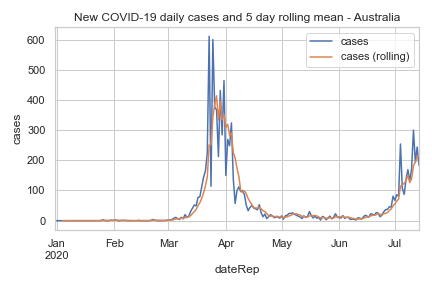 New COVID-19 daily cases and 5 day rolling mean - Australia
cases
cases (rolling)
cases
600
500
400
300
200
100
0
Jan
2020
Feb
Mar
Apr
May
Jun
Jul
dateRep